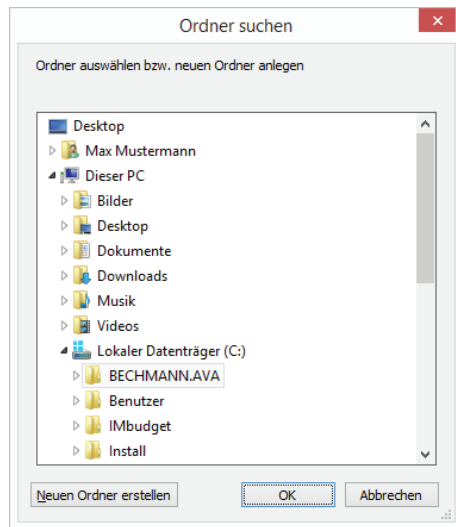 Ordner suchen
Ordner auswählen bzw. neuen Ordner anlegen
Desktop
Max Mustermann
Dieser PC
Bilder
Desktop
Dokumente
Downloads
Musik
Videos
Lokaler Datenträger (C:)
BECHMANN.AVA
Benutzer
IMbudget
Install
Neuen Ordner erstellen OK Abbrechen